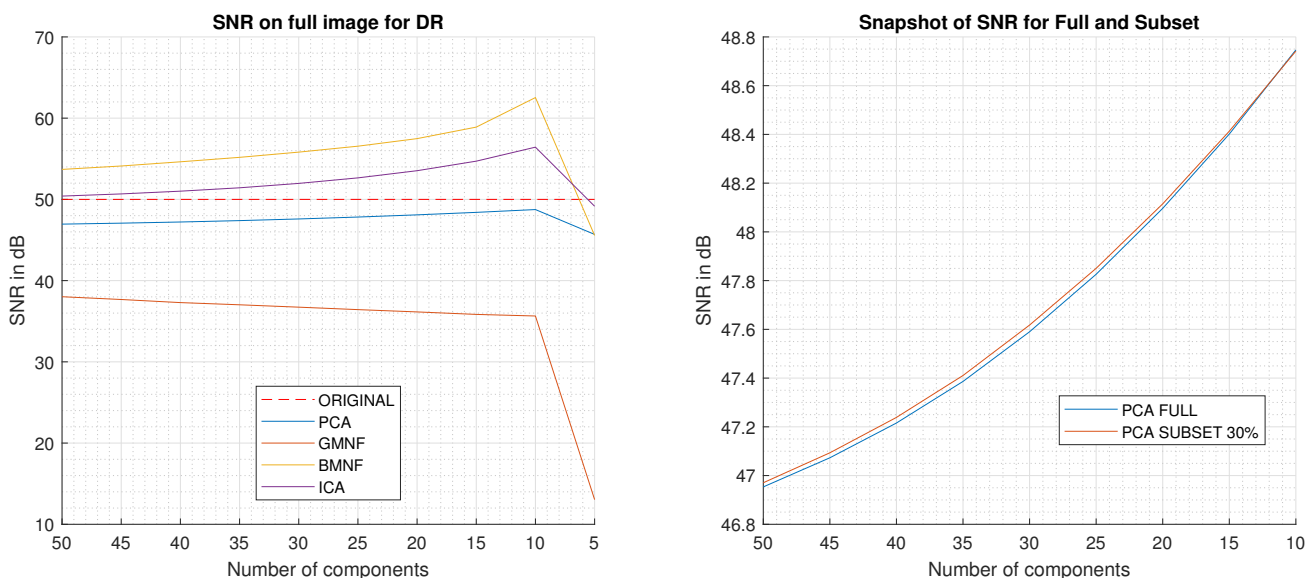 SNR on full image for DR
70
60
50
40
30
20
10
SNR in dB
50 45 40 35 30 25 20 15 10 5
Number of components
ORIGINAL
PCA
GMNF
BMNF
ICA
Snapshot of SNR for Full and Subset
48.8
48.6
48.4
48.2
48
47.8
47.6
47.4
47.2
47
46.8
SNR in dB
50 45 40 35 30 25 20 15 10
Number of components
PCA FULL
PCA SUBSET 30%